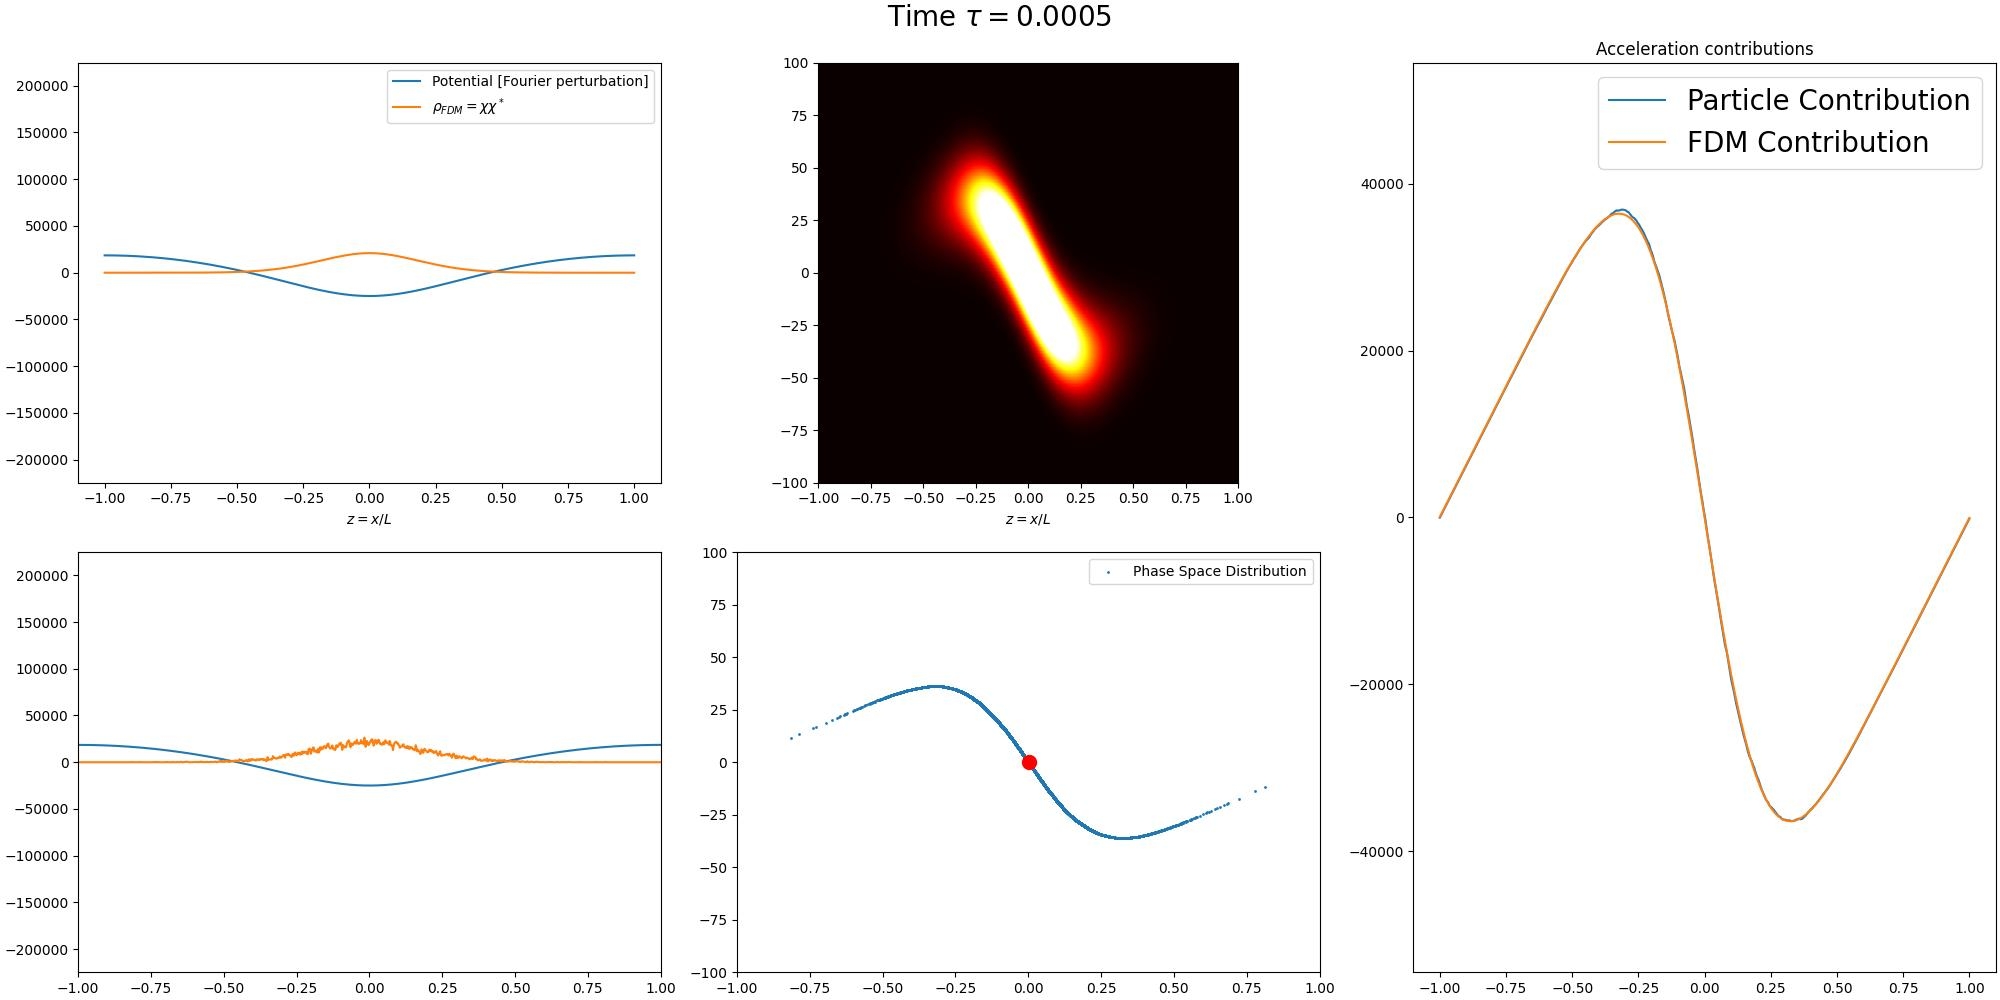 Time τ = 0.0005
200000
150000
100000
50000
0
−50000
−100000
−150000
−200000
Potential [Fourier perturbation]
ρFDM = χχ*
−1.00 −0.75 −0.50 −0.25 0.00 0.25 0.50 0.75 1.00
z = x/L
100
75
50
25
0
−25
−50
−75
−100
−1.00 −0.75 −0.50 −0.25 0.00 0.25 0.50 0.75 1.00
z = x/L
Acceleration contributions
Particle Contribution
FDM Contribution
40000
20000
0
−20000
−40000
−1.00 −0.75 −0.50 −0.25 0.00 0.25 0.50 0.75 1.00
200000
150000
100000
50000
0
−50000
−100000
−150000
−200000
−1.00 −0.75 −0.50 −0.25 0.00 0.25 0.50 0.75 1.00
100
75
50
25
0
−25
−50
−75
−100
Phase Space Distribution
−1.00 −0.75 −0.50 −0.25 0.00 0.25 0.50 0.75 1.00